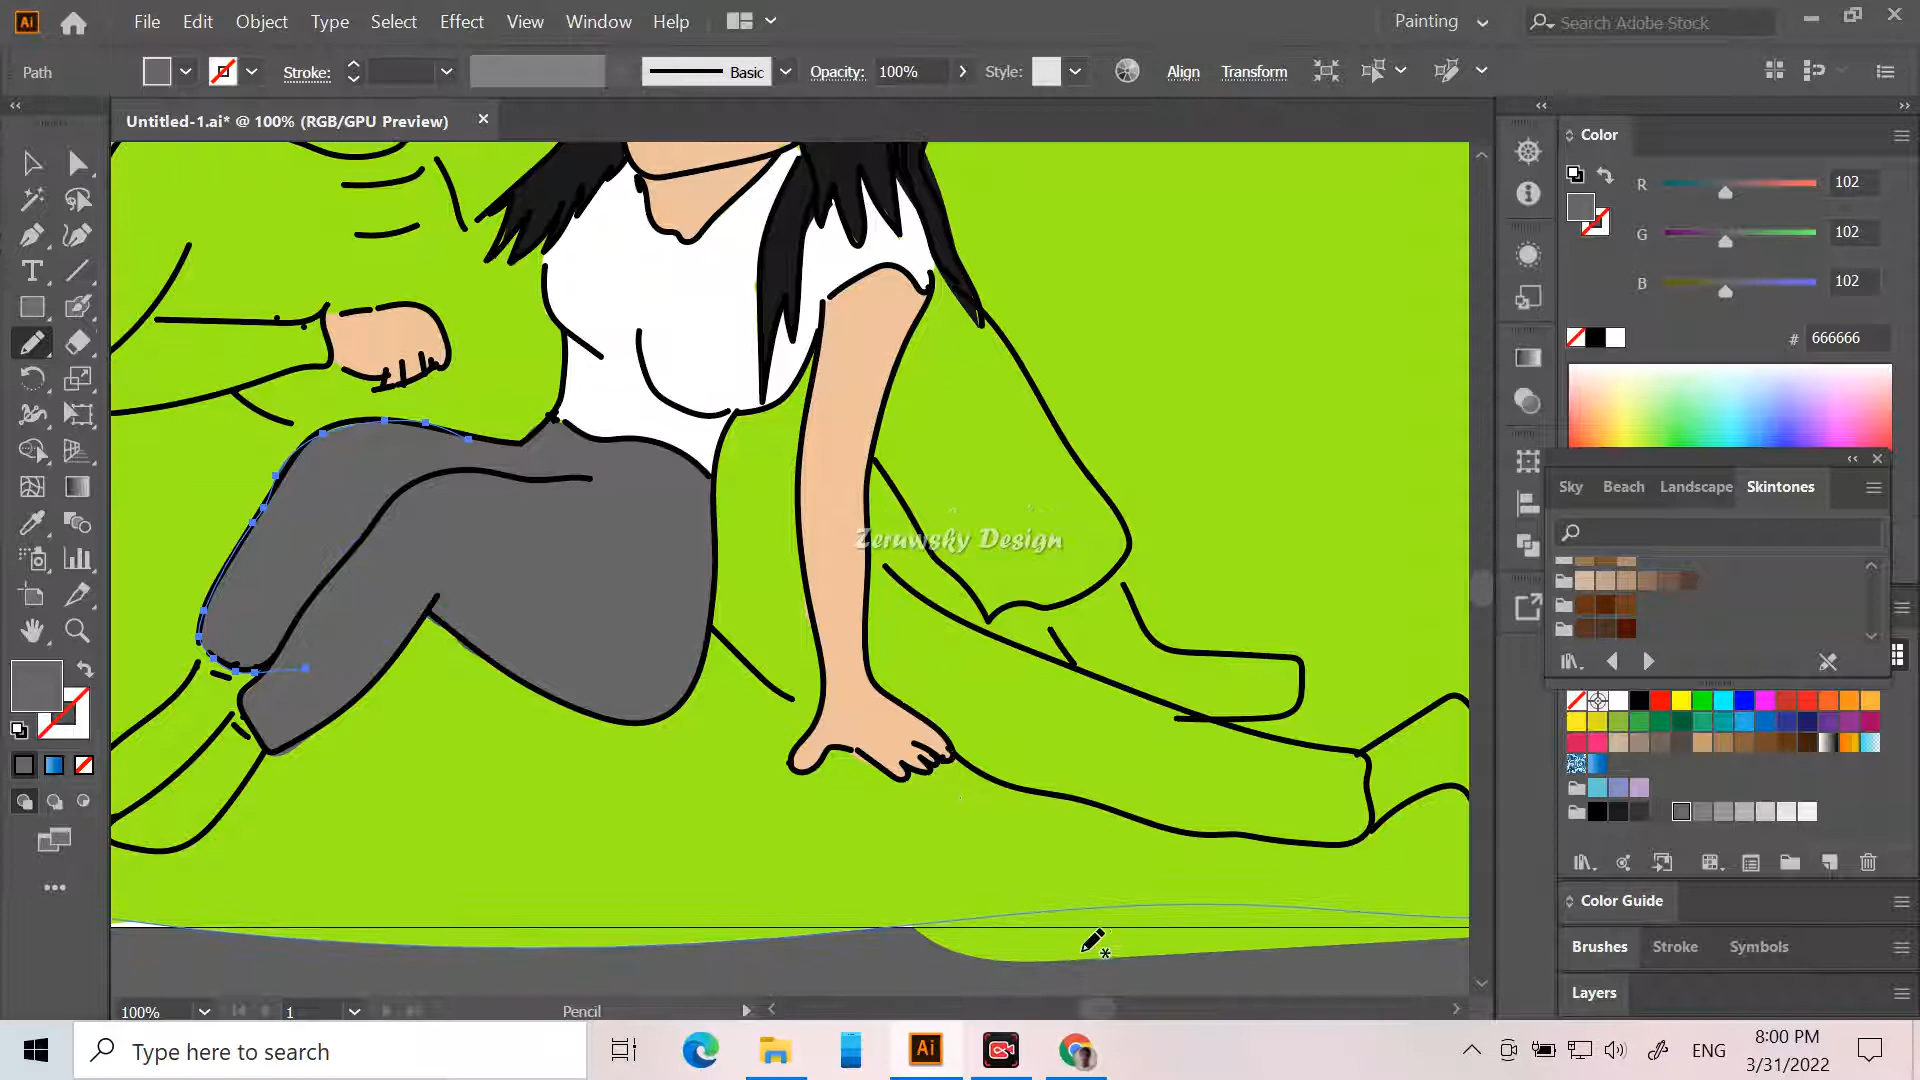 Ai File Edit Object Type Select Effect View Window Help Painting Search Adobe Stock
Path Stroke: Basic Opacity: 100% Style: Align Transform
Untitled-1.ai* @ 100% (RGB/GPU Preview)
Color
R 102
G 102
B 102
# 666666
Sky Beach Landscape Skintones
Zeruwsky Design
Color Guide
Brushes Stroke Symbols
Layers
100% 1 Pencil
Type here to search
Ai
ENG
8:00 PM
3/31/2022